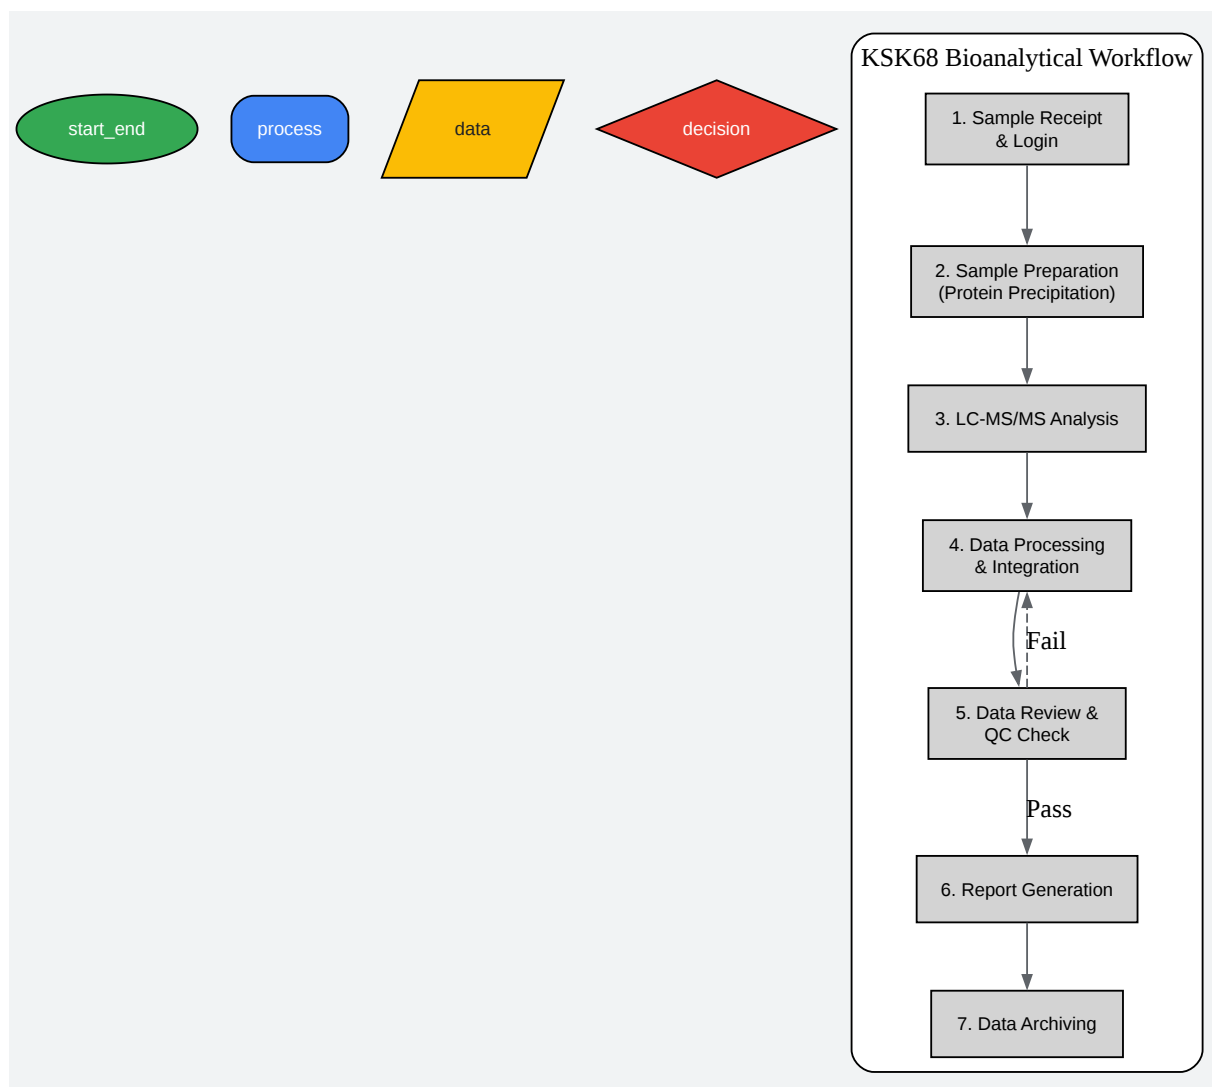 start_end
process
data
decision
KSK68 Bioanalytical Workflow
1. Sample Receipt
& Login
2. Sample Preparation
(Protein Precipitation)
3. LC-MS/MS Analysis
4. Data Processing
& Integration
Fail
5. Data Review &
QC Check
Pass
6. Report Generation
7. Data Archiving